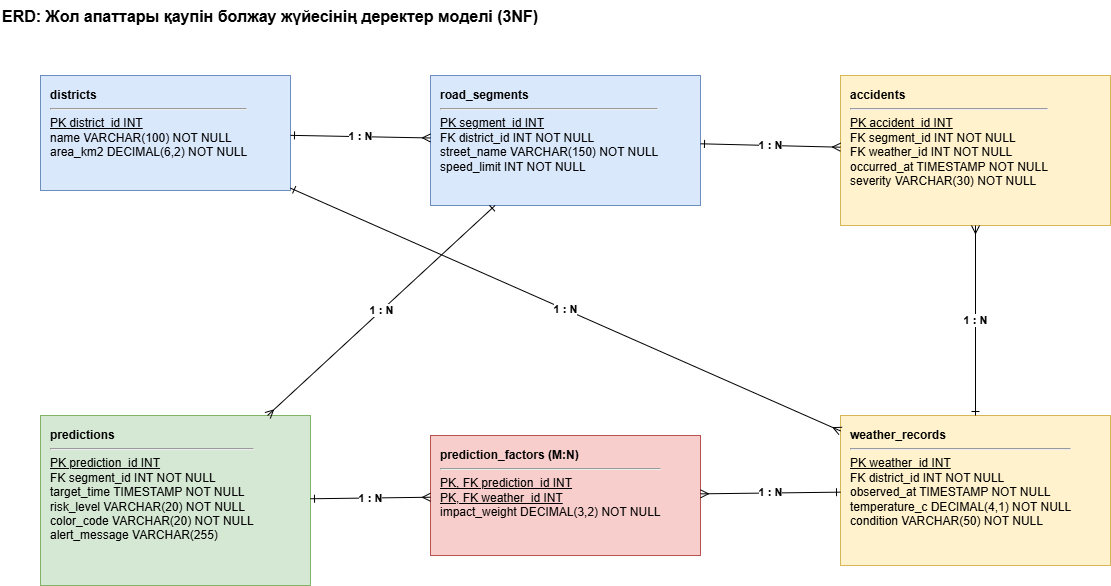 ERD: Жол апаттары қаупін болжау жүйесінің деректер моделі (3NF)
districts
PK district_id INT
name VARCHAR(100) NOT NULL
area_km2 DECIMAL(6,2) NOT NULL
1 : N
road_segments
PK segment_id INT
FK district_id INT NOT NULL
street_name VARCHAR(150) NOT NULL
speed_limit INT NOT NULL
1 : N
accidents
PK accident_id INT
FK segment_id INT NOT NULL
FK weather_id INT NOT NULL
occurred_at TIMESTAMP NOT NULL
severity VARCHAR(30) NOT NULL
1 : N
1 : N
1 : N
predictions
PK prediction_id INT
FK segment_id INT NOT NULL
target_time TIMESTAMP NOT NULL
risk_level VARCHAR(20) NOT NULL
color_code VARCHAR(20) NOT NULL
alert_message VARCHAR(255)
1 : N
prediction_factors (M:N)
PK, FK prediction_id INT
PK, FK weather_id INT
impact_weight DECIMAL(3,2) NOT NULL
1 : N
weather_records
PK weather_id INT
FK district_id INT NOT NULL
observed_at TIMESTAMP NOT NULL
temperature_c DECIMAL(4,1) NOT NULL
condition VARCHAR(50) NOT NULL